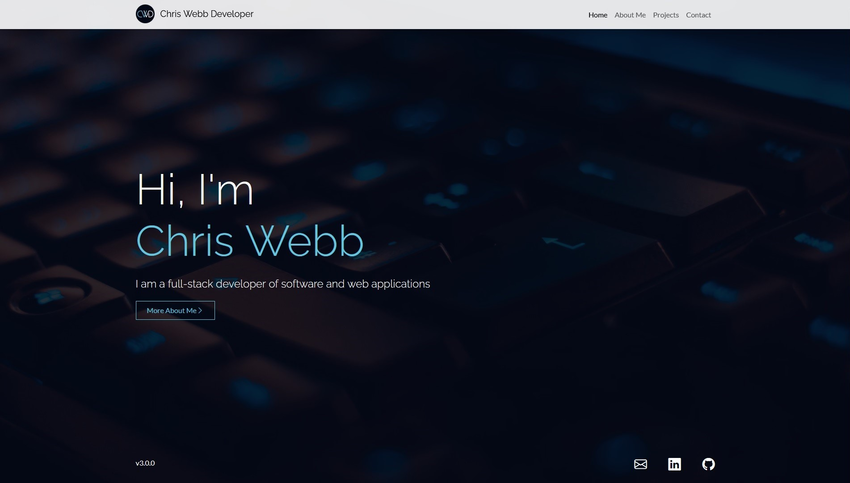 CWD
Chris Webb Developer
Home
About Me
Projects
Contact
Hi, I'm
Chris Webb
I am a full-stack developer of software and web applications
More About Me
v3.0.0
in